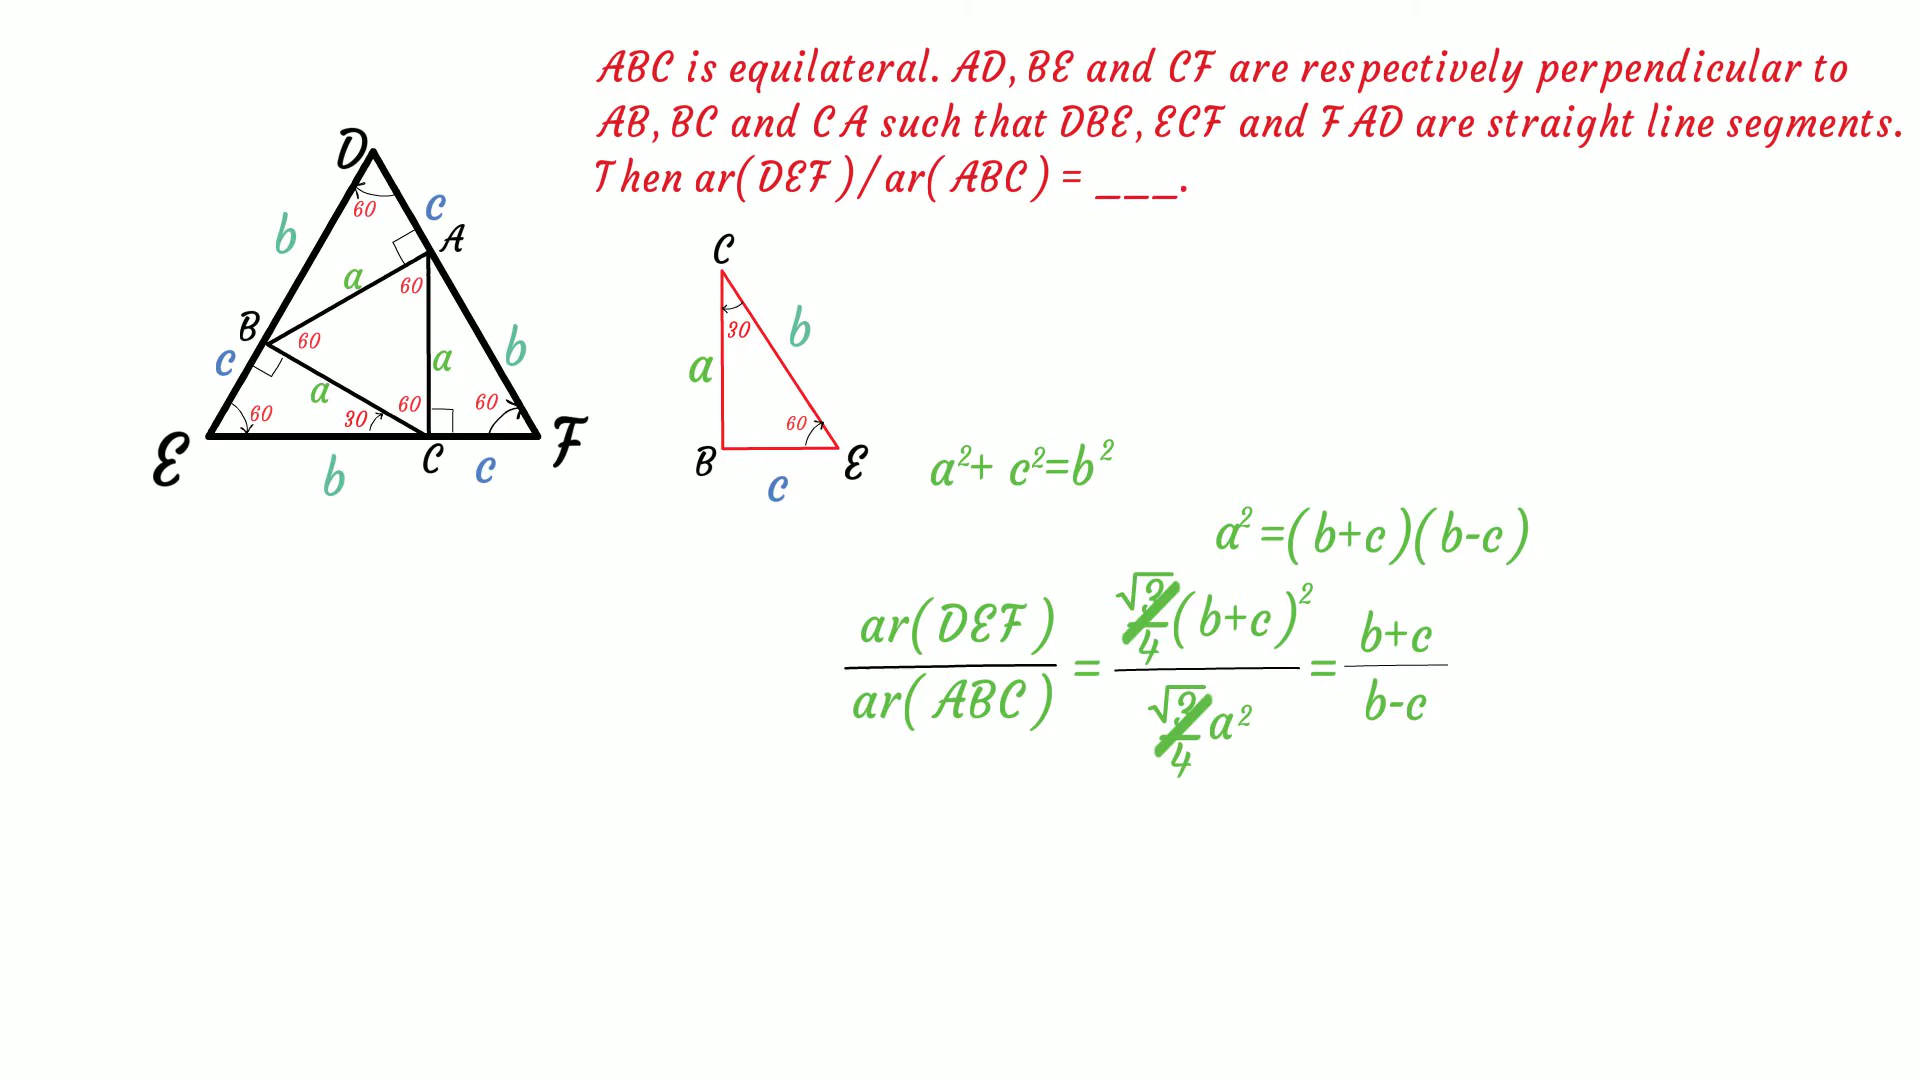 ABC is equilateral. AD, BE and CF are respectively perpendicular to
AB, BC and CA such that DBE, ECF and FAD are straight line segments.
Then ar(DEF)/ar(ABC) = ___.
D
60
c
b
A
a
60
B
60
c
a
b
a
60
30
60
60
E
F
b
C
c
C
30
b
a
60
B
E
c
a²+ c²=b²
a²=(b+c)(b-c)
ar(DEF)/ar(ABC) = √3/4(b+c)²/√3/4a² = b+c/b-c